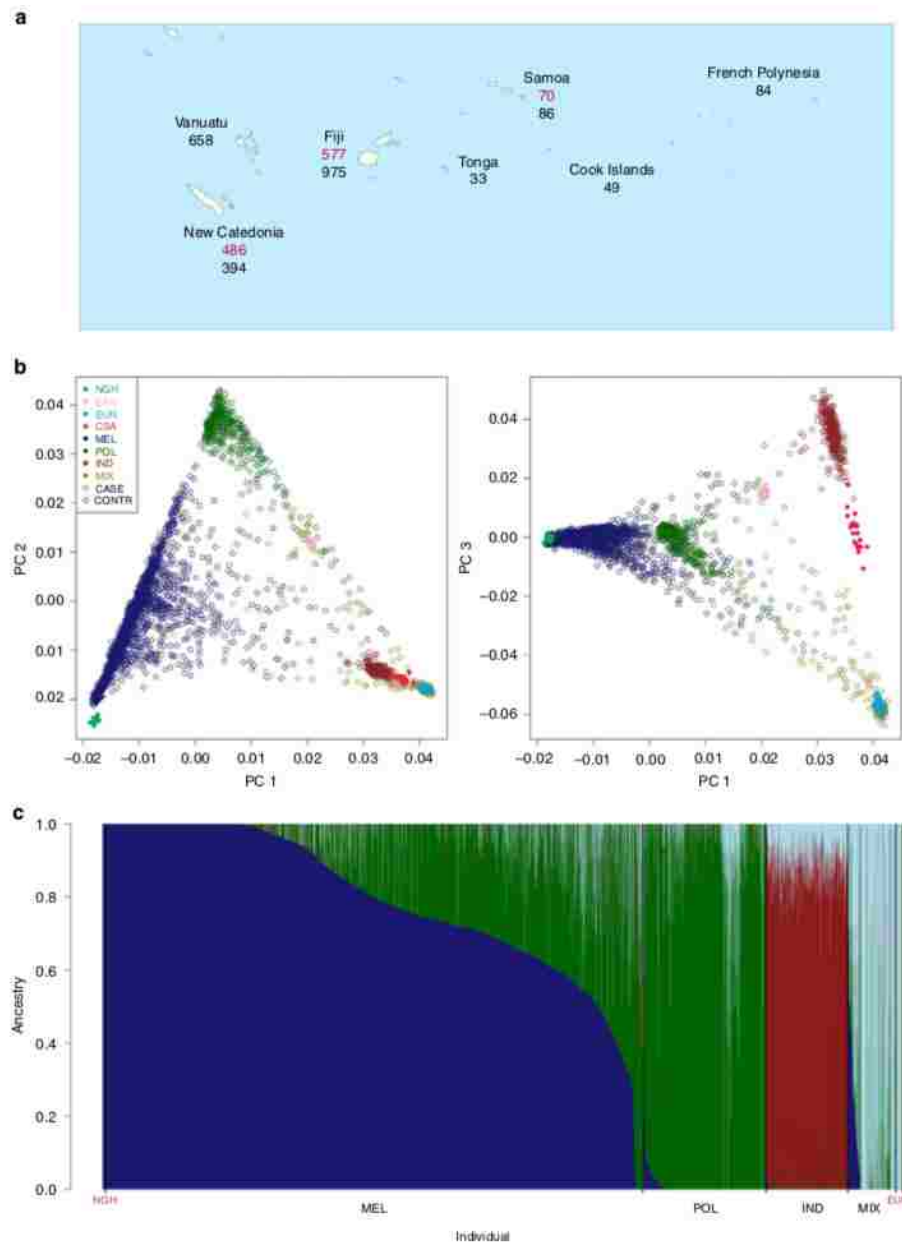 a
Samoa
70
86
French Polynesia
84
Vanuatu
658
Fiji
577
975
Tonga
33
Cook Islands
49
New Caledonia
486
394
b
NGH
EUR
CSA
MEL
POL
IND
MIX
CASE
CONTR
0.04
0.03
0.02
0.01
0.00
0.01
0.02
PC 2
−0.02
−0.01
0.00
0.01
0.02
0.03
0.04
PC 1
0.04
0.02
0.00
−0.02
−0.04
−0.06
PC 3
−0.02
−0.01
0.00
0.01
0.02
0.03
0.04
PC 1
c
1.0
0.8
0.6
0.4
0.2
0.0
Ancestry
NGH
MEL
POL
IND
MIX
Individual